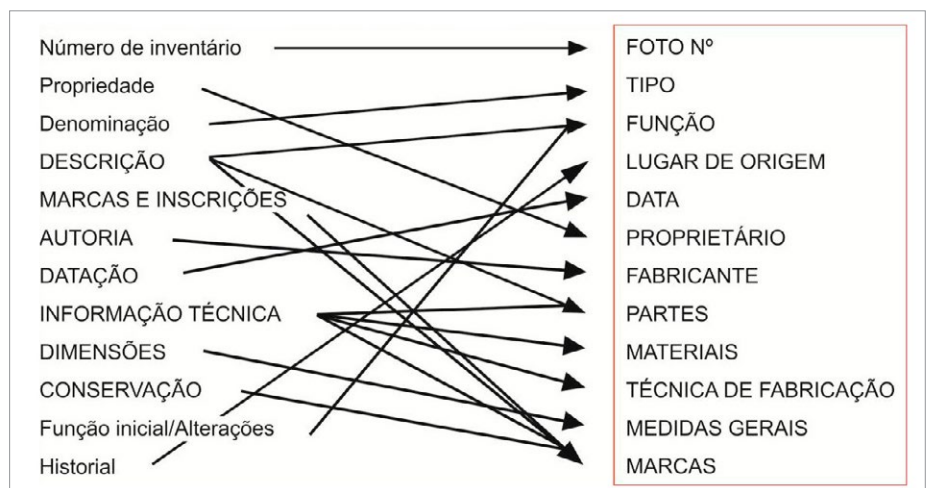 Número de inventário
Propriedade
Denominação
DESCRIÇÃO
MARCAS E INSCRIÇÕES
AUTORIA
DATAÇÃO
INFORMAÇÃO TÉCNICA
DIMENSÕES
CONSERVAÇÃO
Função inicial/Alterações
Historial
FOTO Nº
TIPO
FUNÇÃO
LUGAR DE ORIGEM
DATA
PROPRIETÁRIO
FABRICANTE
PARTES
MATERIAIS
TÉCNICA DE FABRICAÇÃO
MEDIDAS GERAIS
MARCAS